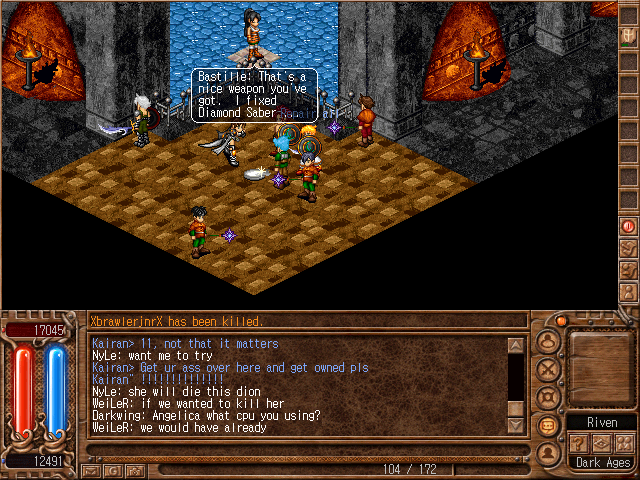 Bastille: That's a
nice weapon you've
got. I fixed
Diamond Saber
XbrawlerjnrX has been killed.
17045
Kairan> 11, not that it matters
NyLe: want me to try
Kairan> Get ur ass over here and get owned pls
Kairan" !!!!!!!!!!!!!!
NyLe: she will die this dion
WeiLeR: if we wanted to kill her
Darkwing: Angelica what cpu you using?
WeiLeR: we would have already
Riven
12491
G
104 / 172
Dark Ages